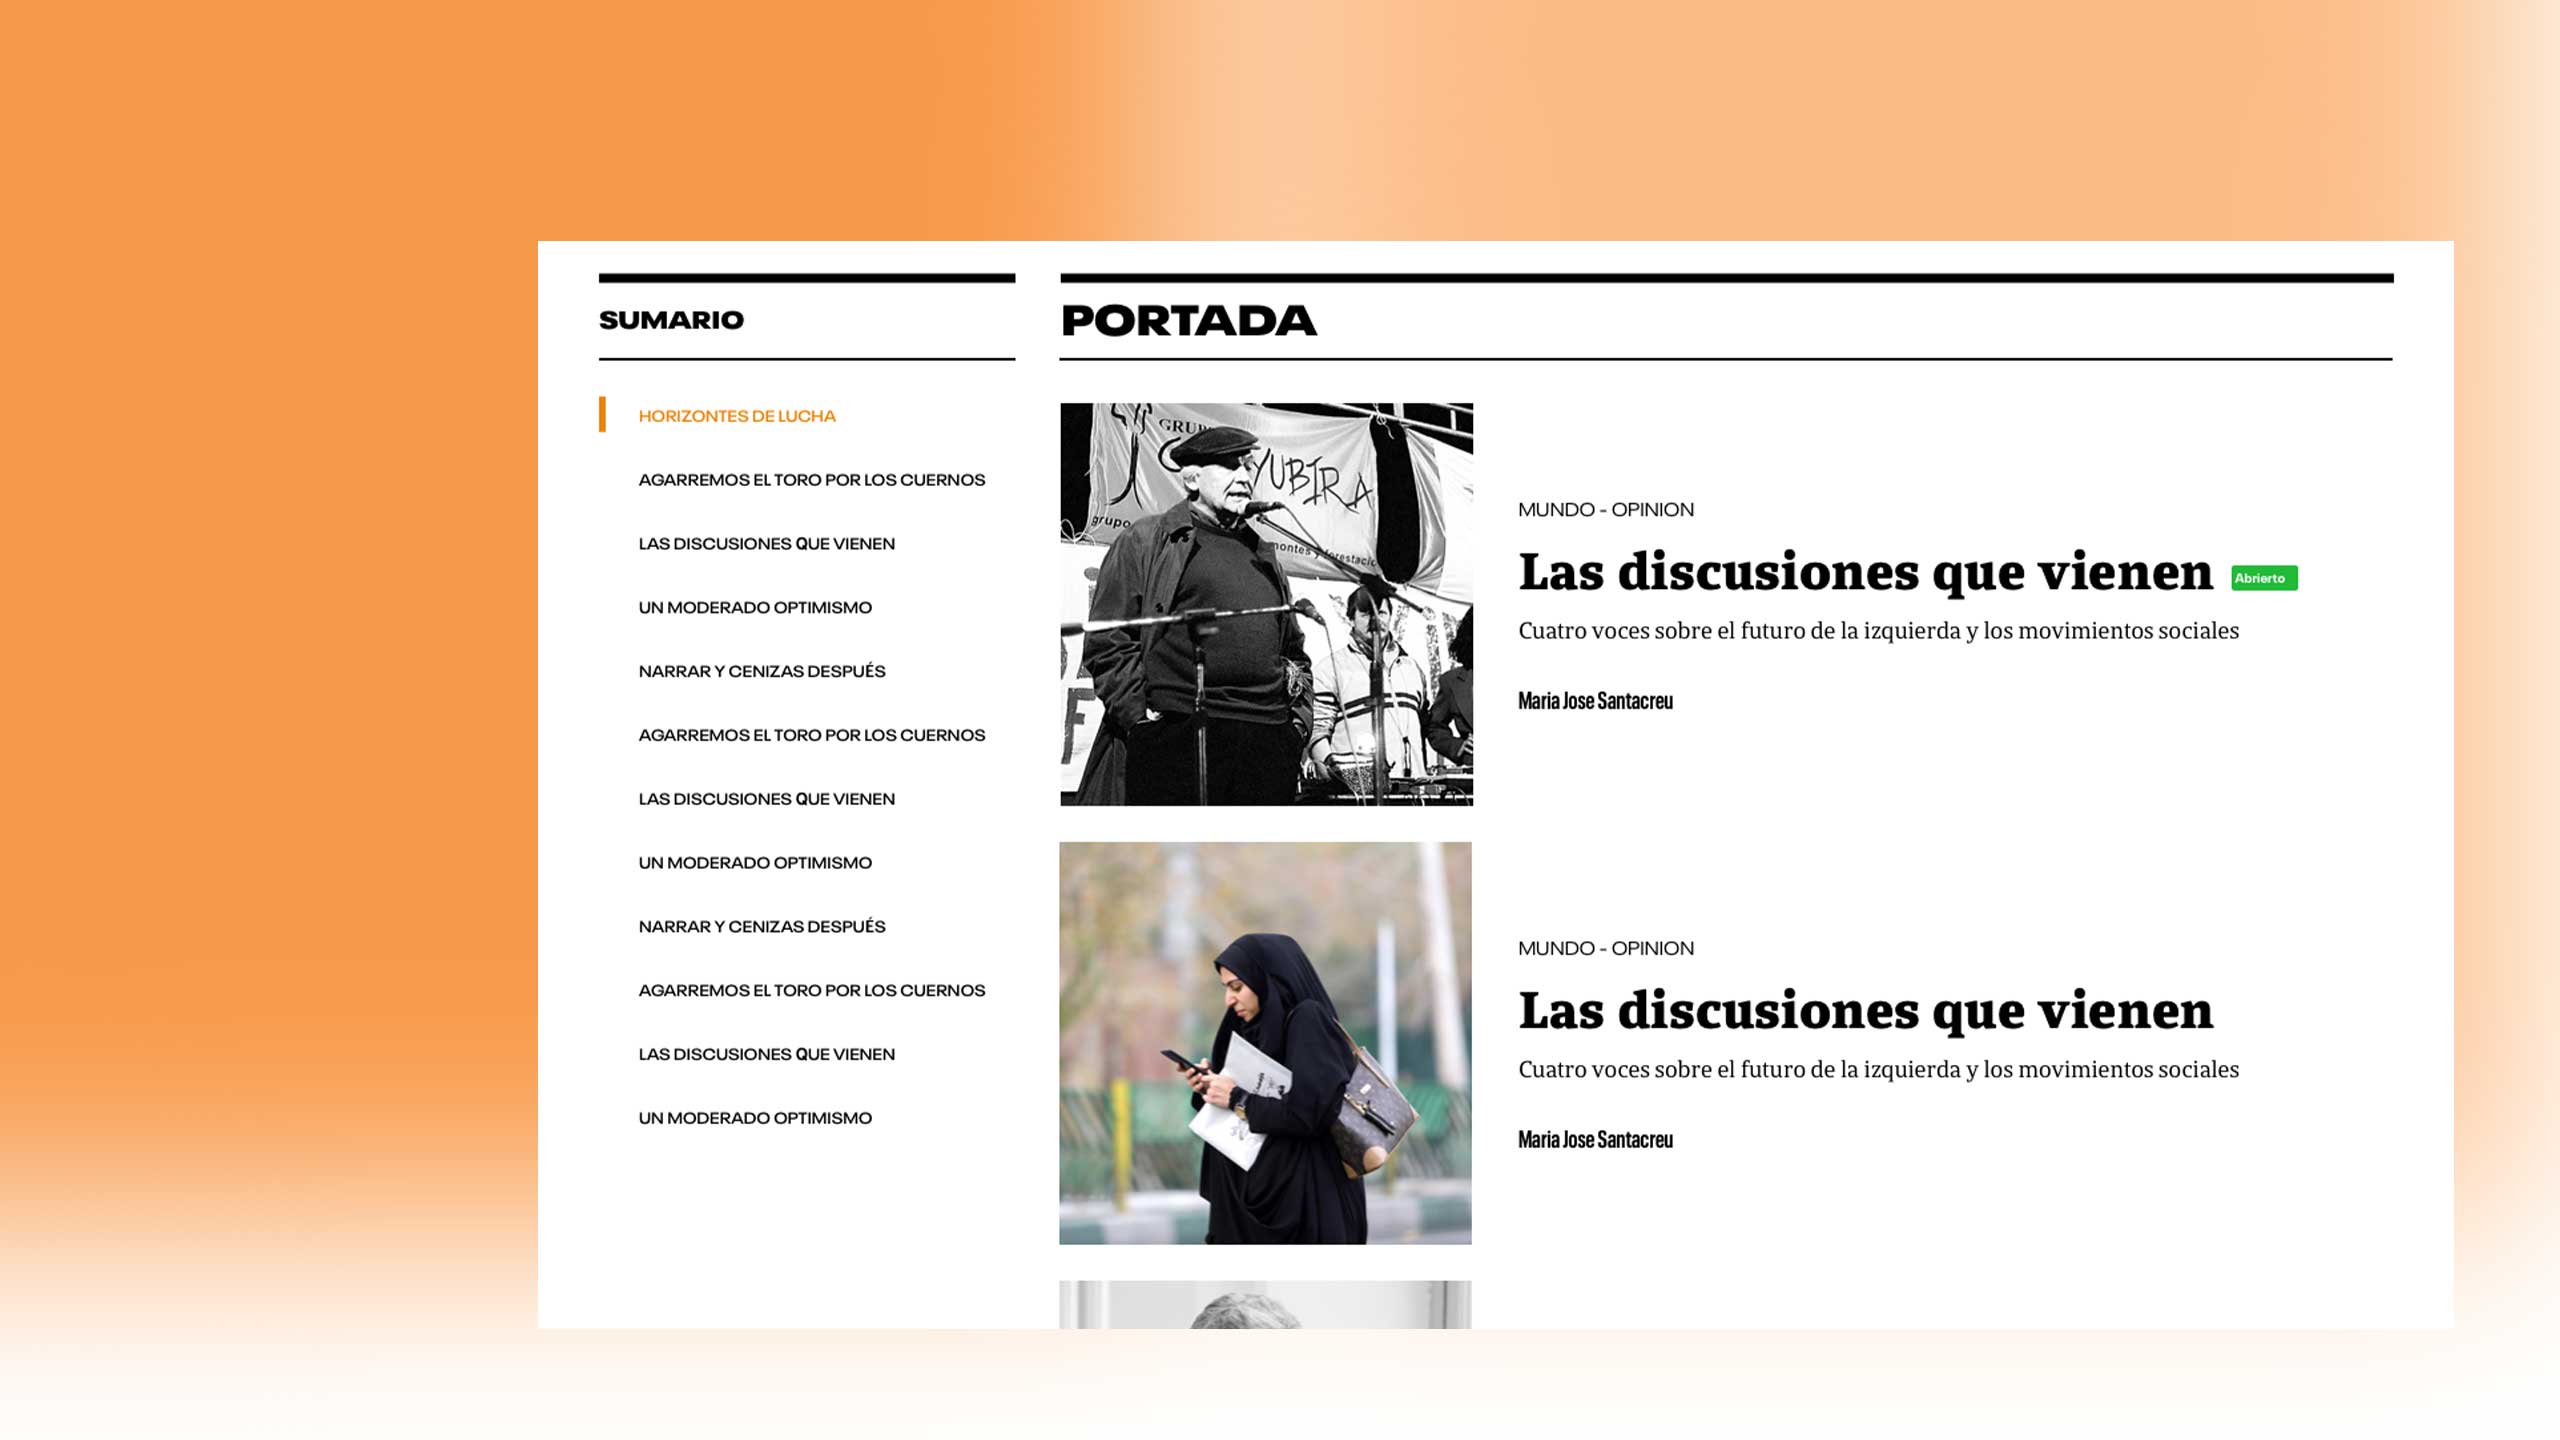 SUMARIO
HORIZONTES DE LUCHA
AGARREMOS EL TORO POR LOS CUERNOS
LAS DISCUSIONES QUE VIENEN
UN MODERADO OPTIMISMO
NARRAR Y CENIZAS DESPUÉS
AGARREMOS EL TORO POR LOS CUERNOS
LAS DISCUSIONES QUE VIENEN
UN MODERADO OPTIMISMO
NARRAR Y CENIZAS DESPUÉS
AGARREMOS EL TORO POR LOS CUERNOS
LAS DISCUSIONES QUE VIENEN
UN MODERADO OPTIMISMO
PORTADA
GRUP
YUBIRA
grupo
montes y forestacio
MUNDO - OPINION
Las discusiones que vienen Abrierto
Cuatro voces sobre el futuro de la izquierda y los movimientos sociales
Maria Jose Santacreu
MUNDO - OPINION
Las discusiones que vienen
Cuatro voces sobre el futuro de la izquierda y los movimientos sociales
Maria Jose Santacreu